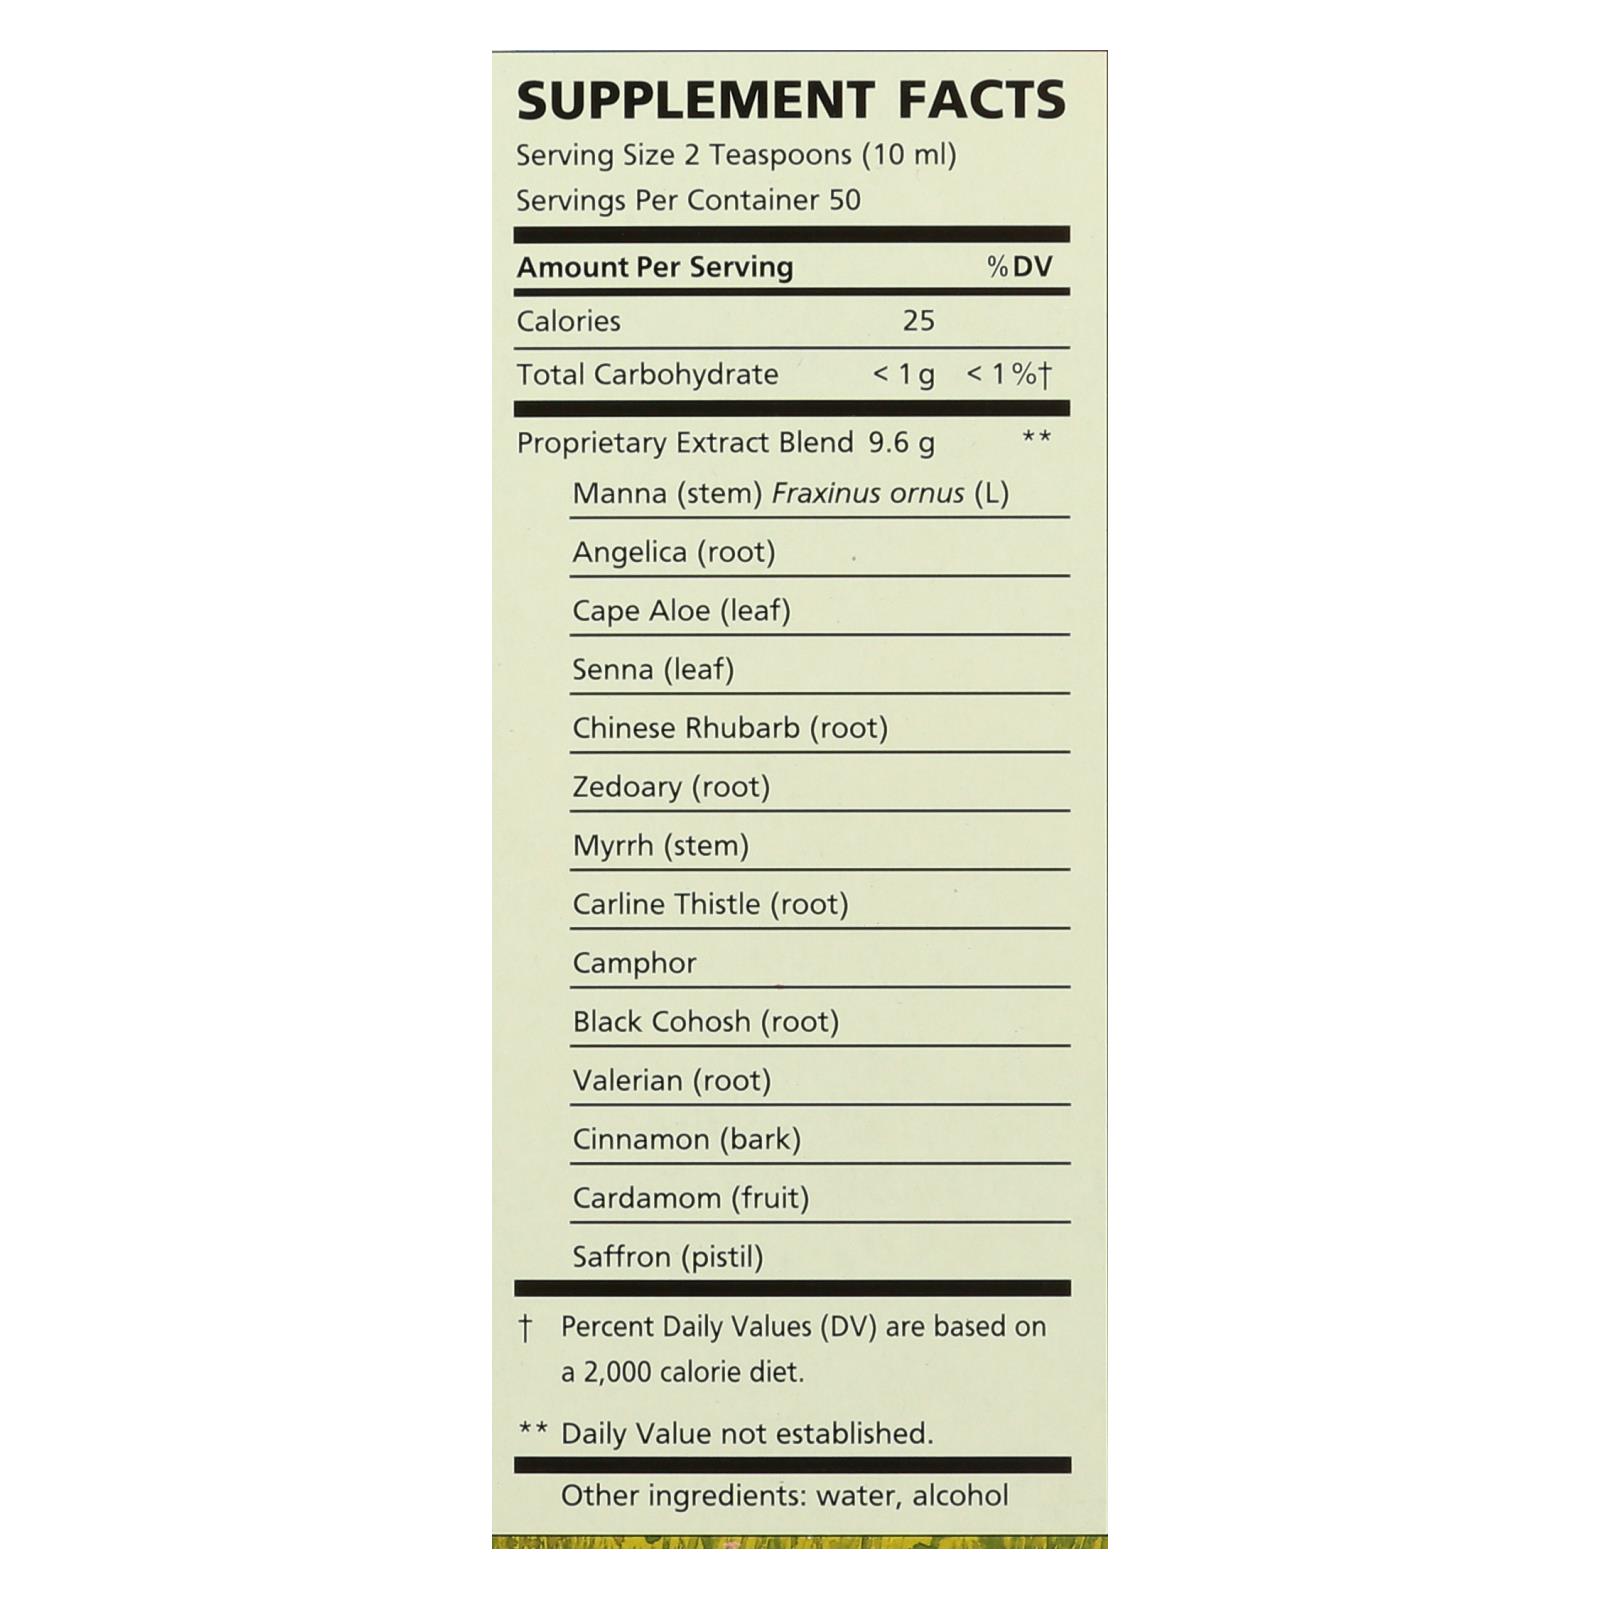 SUPPLEMENT FACTS
Serving Size 2 Teaspoons (10 ml)
Servings Per Container 50
Amount Per Serving %DV
Calories 25
Total Carbohydrate < 1 g < 1 %†
Proprietary Extract Blend 9.6 g **
Manna (stem) Fraxinus ornus (L)
Angelica (root)
Cape Aloe (leaf)
Senna (leaf)
Chinese Rhubarb (root)
Zedoary (root)
Myrrh (stem)
Carline Thistle (root)
Camphor
Black Cohosh (root)
Valerian (root)
Cinnamon (bark)
Cardamom (fruit)
Saffron (pistil)
† Percent Daily Values (DV) are based on
a 2,000 calorie diet.
** Daily Value not established.
Other ingredients: water, alcohol